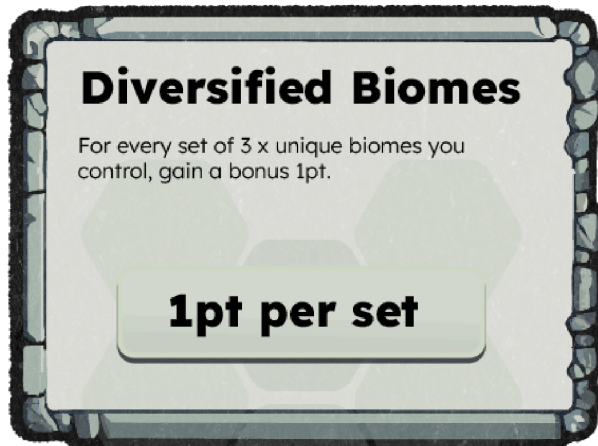 Diversified Biomes
For every set of 3 x unique biomes you
control, gain a bonus 1pt.
1pt per set